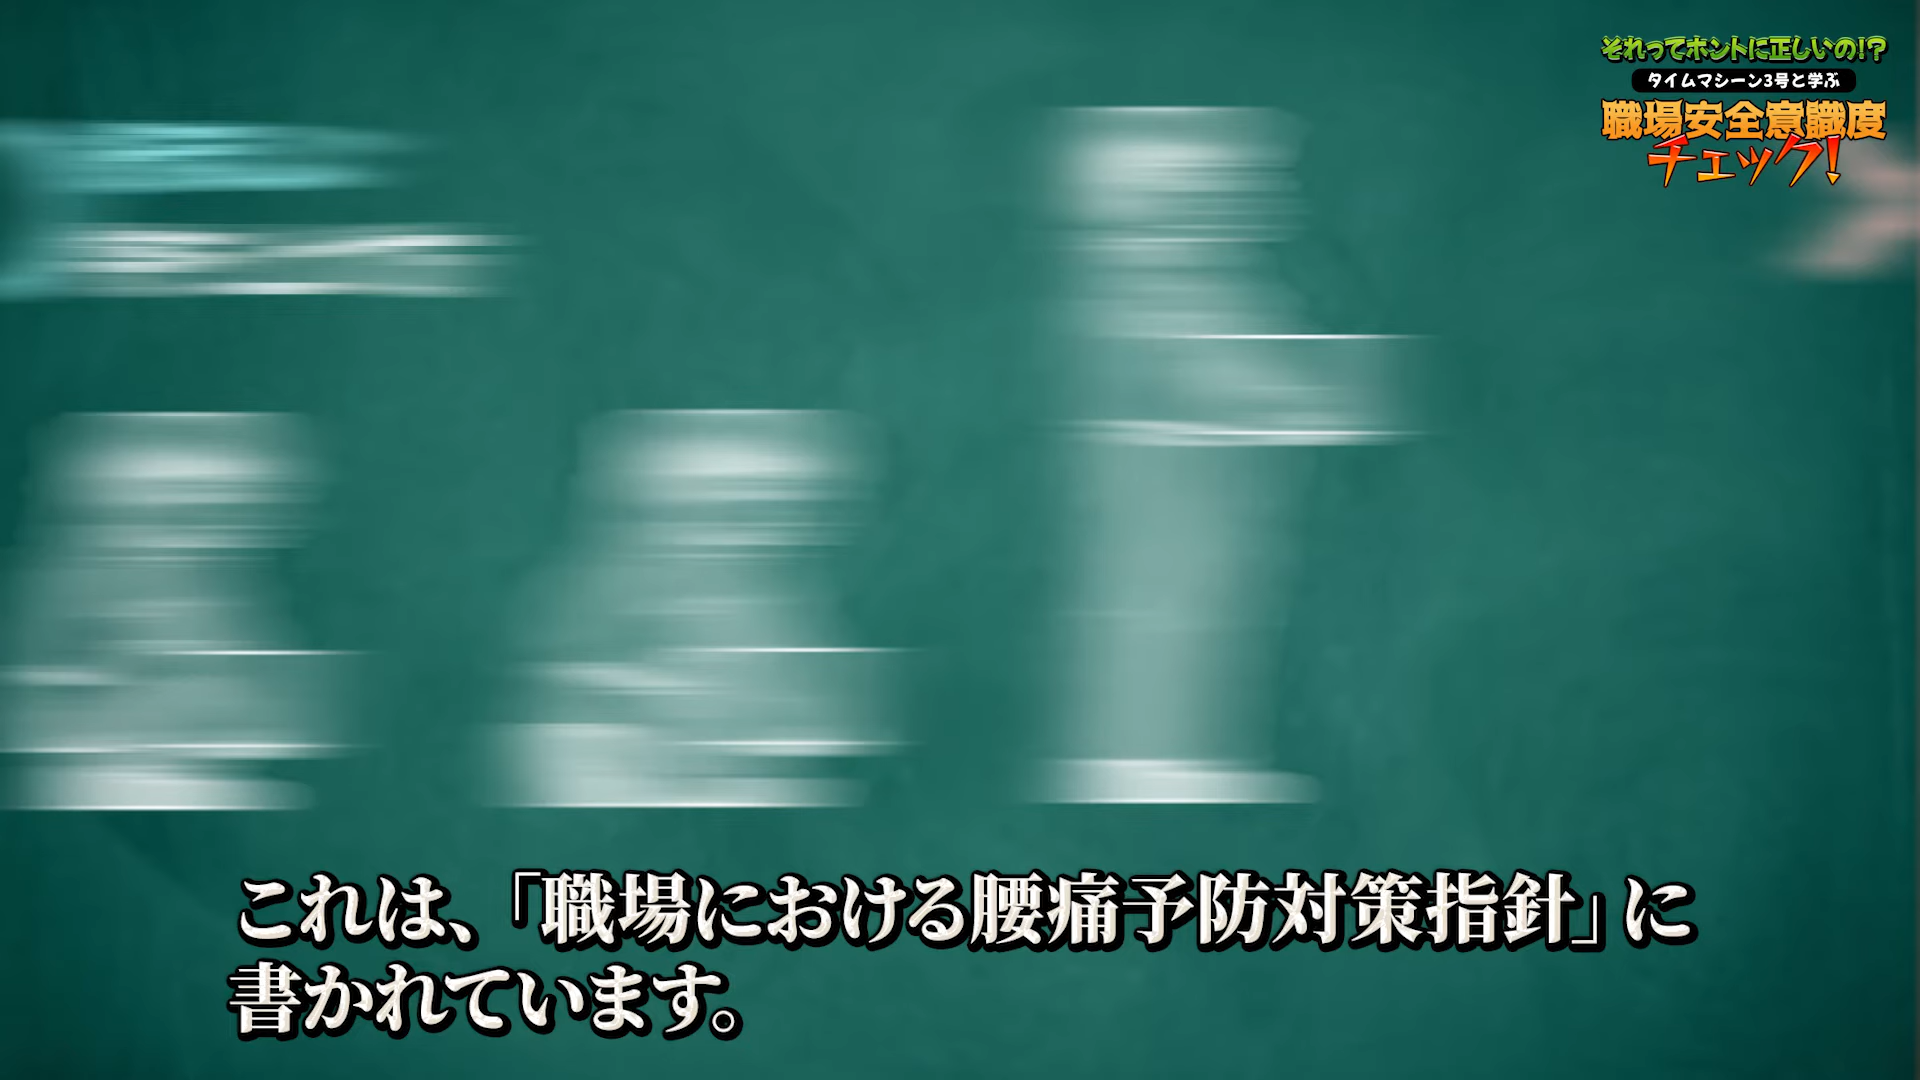 それってホントに正しいの!?
タイムマシーン3号と学ぶ
職場安全意識度
チェック!
これは、「職場における腰痛予防対策指針」に
書かれています。